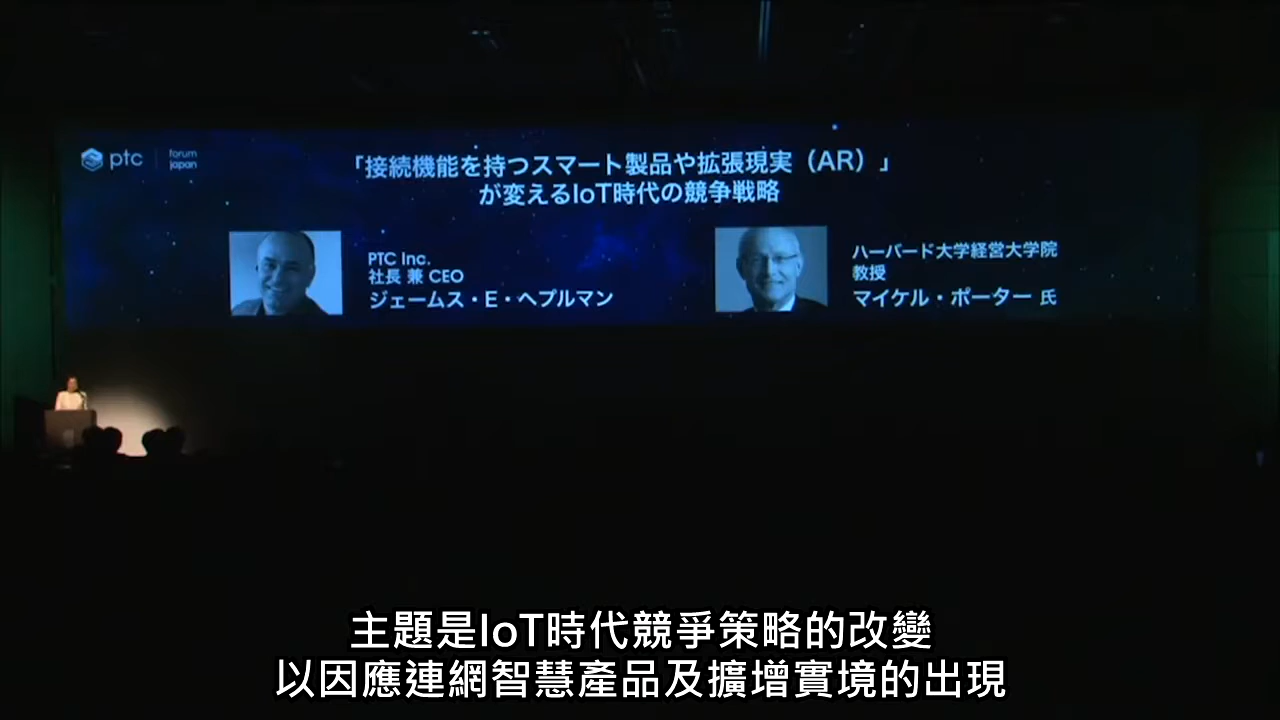 ptc
forum
japan
「接続機能を持つスマート製品や拡張現実（AR）」
が変えるIoT時代の競争戦略
PTC Inc.
社長 兼 CEO
ジェームス・E・ヘプルマン
ハーバード大学経営大学院
教授
マイケル・ポーター 氏
主題是IoT時代競爭策略的改變
以因應連網智慧產品及擴增實境的出現